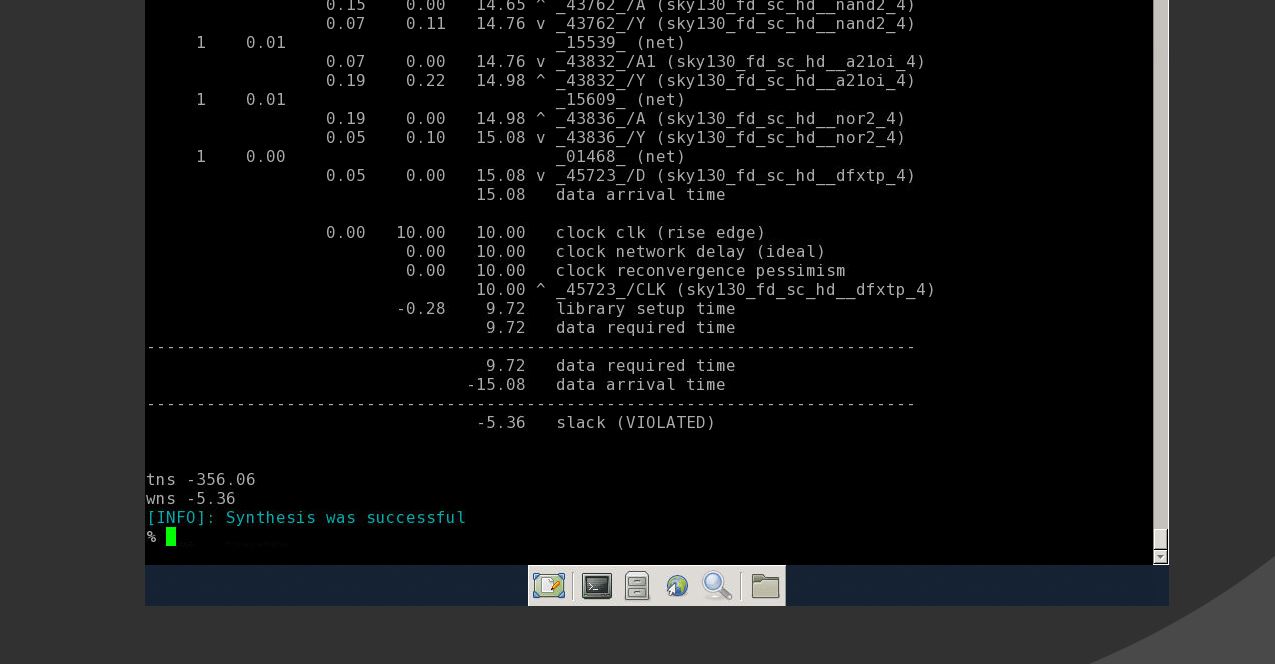 0.15 0.00 14.65 ^ _43762_/A (sky130_fd_sc_hd__nand2_4)
0.07 0.11 14.76 v _43762_/Y (sky130_fd_sc_hd__nand2_4)
1 0.01 _15539_ (net)
0.07 0.00 14.76 v _43832_/A1 (sky130_fd_sc_hd__a21oi_4)
0.19 0.22 14.98 ^ _43832_/Y (sky130_fd_sc_hd__a21oi_4)
1 0.01 _15609_ (net)
0.19 0.00 14.98 ^ _43836_/A (sky130_fd_sc_hd__nor2_4)
0.05 0.10 15.08 v _43836_/Y (sky130_fd_sc_hd__nor2_4)
1 0.00 _01468_ (net)
0.05 0.00 15.08 v _45723_/D (sky130_fd_sc_hd__dfxtp_4)
15.08 data arrival time
0.00 10.00 10.00 clock clk (rise edge)
0.00 10.00 clock network delay (ideal)
0.00 10.00 clock reconvergence pessimism
10.00 ^ _45723_/CLK (sky130_fd_sc_hd__dfxtp_4)
-0.28 9.72 library setup time
9.72 data required time
-----------------------------------------------------------------------------
9.72 data required time
-15.08 data arrival time
-----------------------------------------------------------------------------
-5.36 slack (VIOLATED)
tns -356.06
wns -5.36
[INFO]: Synthesis was successful
%